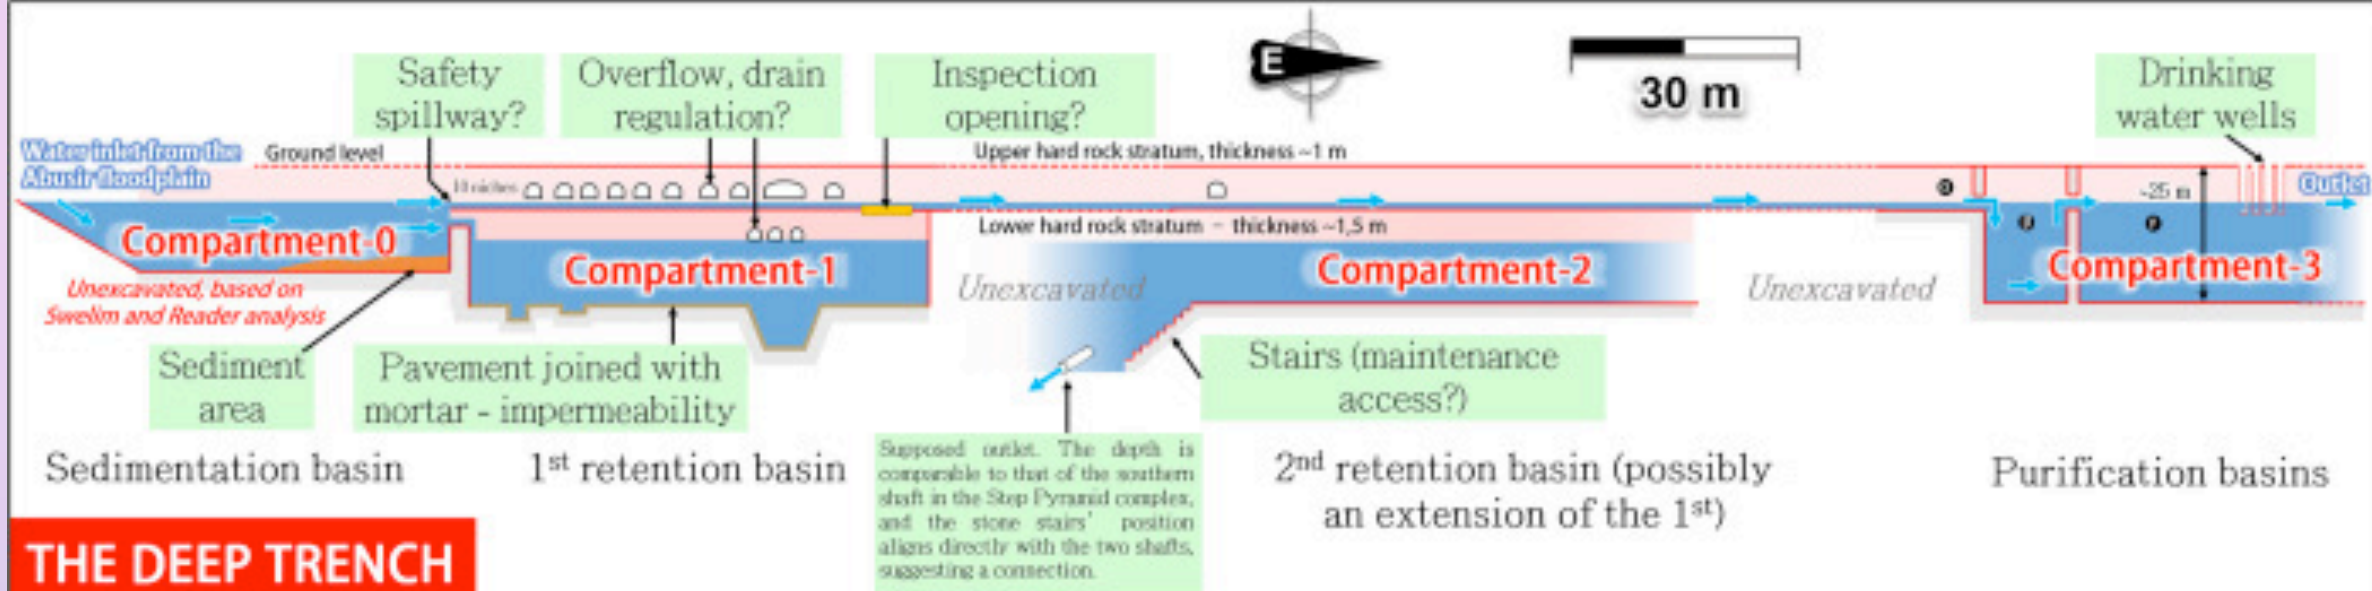 Safety
spillway?
Overflow, drain
regulation?
Inspection
opening?
E
30 m
Drinking
water wells
Water inlet from the
Abusir floodplain
Ground level
Upper hard rock stratum, thickness ~1 m
10 niches
~25 m
Outlet
Compartment-0
Lower hard rock stratum - thickness ~1,5 m
Compartment-1
Compartment-2
Compartment-3
Unexcavated
Unexcavated
Unexcavated, based on
Swelim and Reader analysis
Sediment
area
Pavement joined with
mortar - impermeability
Stairs (maintenance
access?)
Supposed outlet. The depth is
comparable to that of the southern
shaft in the Step Pyramid complex,
and the stone stairs' position
aligns directly with the two shafts,
suggesting a connection.
Sedimentation basin
1st retention basin
2nd retention basin (possibly
an extension of the 1st)
Purification basins
THE DEEP TRENCH